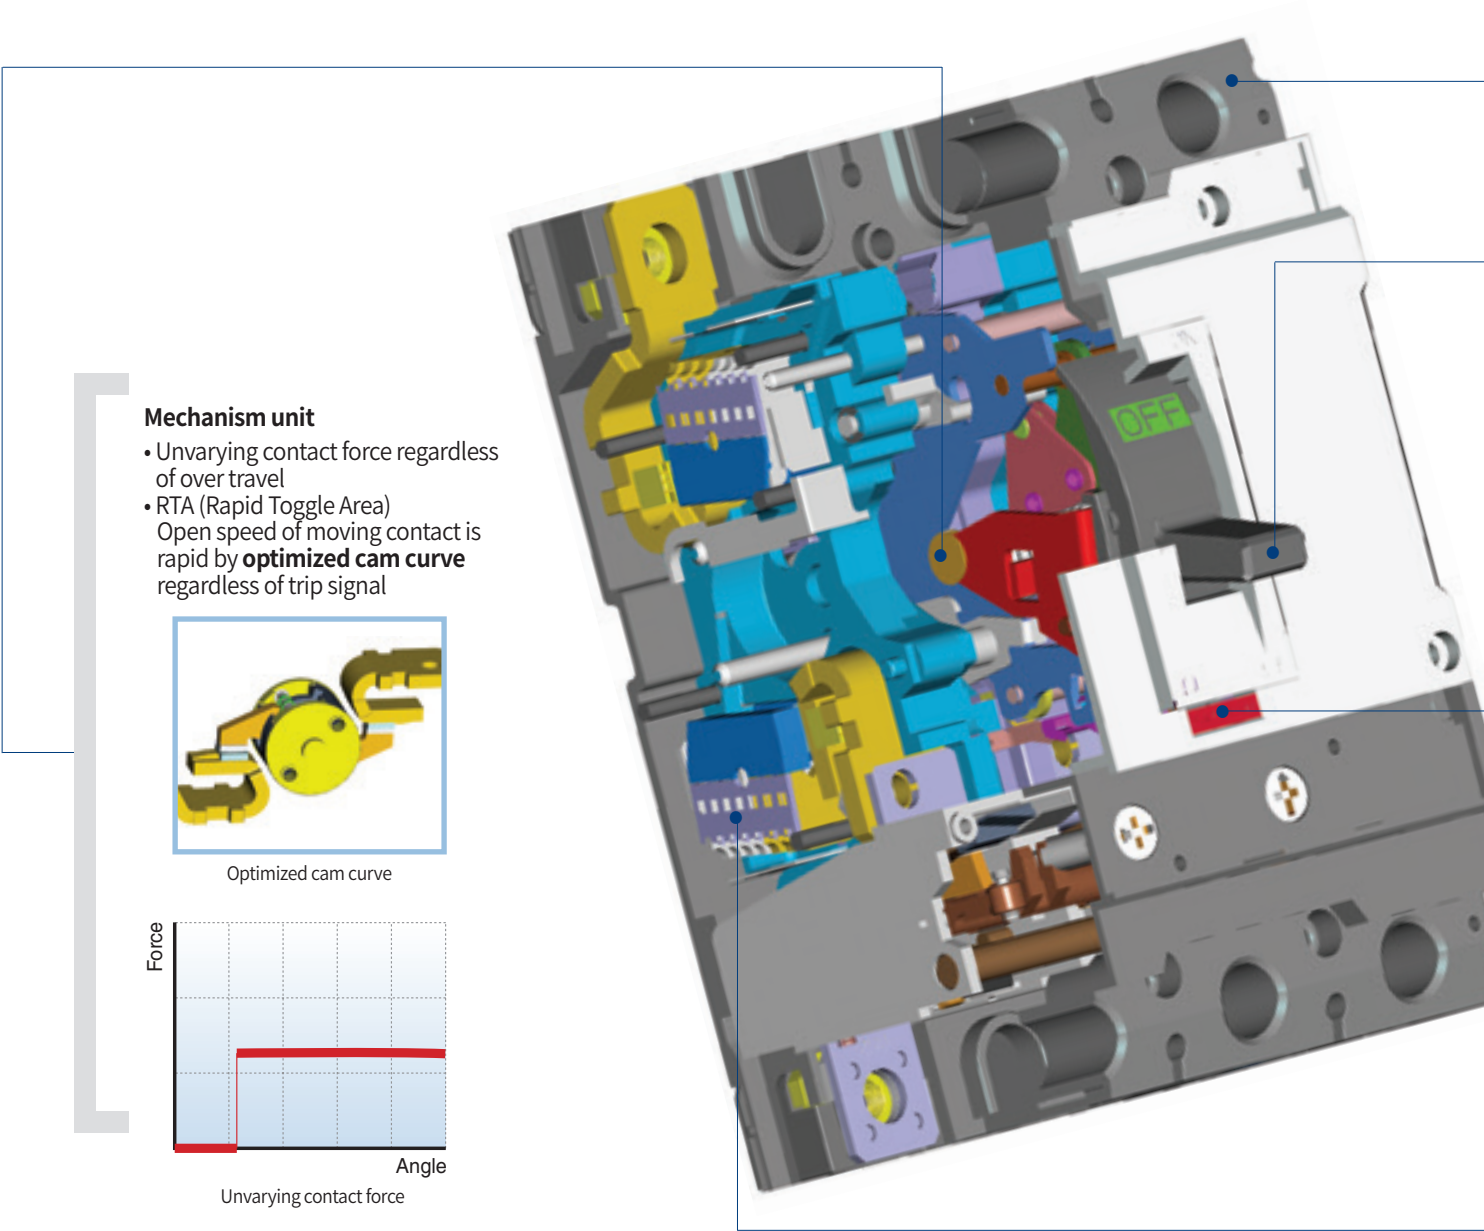 Mechanism unit
• Unvarying contact force regardless
of over travel
• RTA (Rapid Toggle Area)
Open speed of moving contact is
rapid by optimized cam curve
regardless of trip signal
Optimized cam curve
Force
Angle
Unvarying contact force
OFF